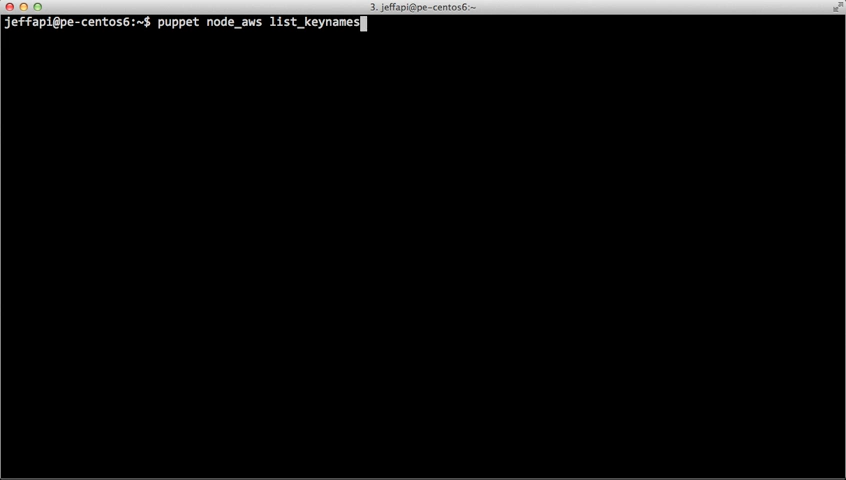 3. jeffapi@pe-centos6:~
jeffapi@pe-centos6:~$ puppet node_aws list_keynames